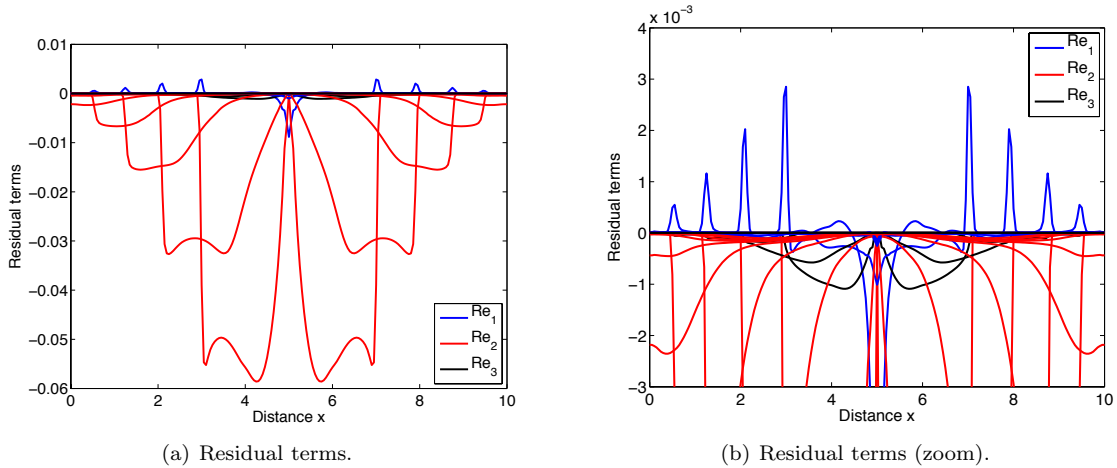 0.01
0
−0.01
−0.02
−0.03
−0.04
−0.05
−0.06
Residual terms
0 2 4 6 8 10
Distance x
Re1
Re2
Re3
(a) Residual terms.
x 10−3
4
3
2
1
0
−1
−2
−3
Residual terms
0 2 4 6 8 10
Distance x
Re1
Re2
Re3
(b) Residual terms (zoom).